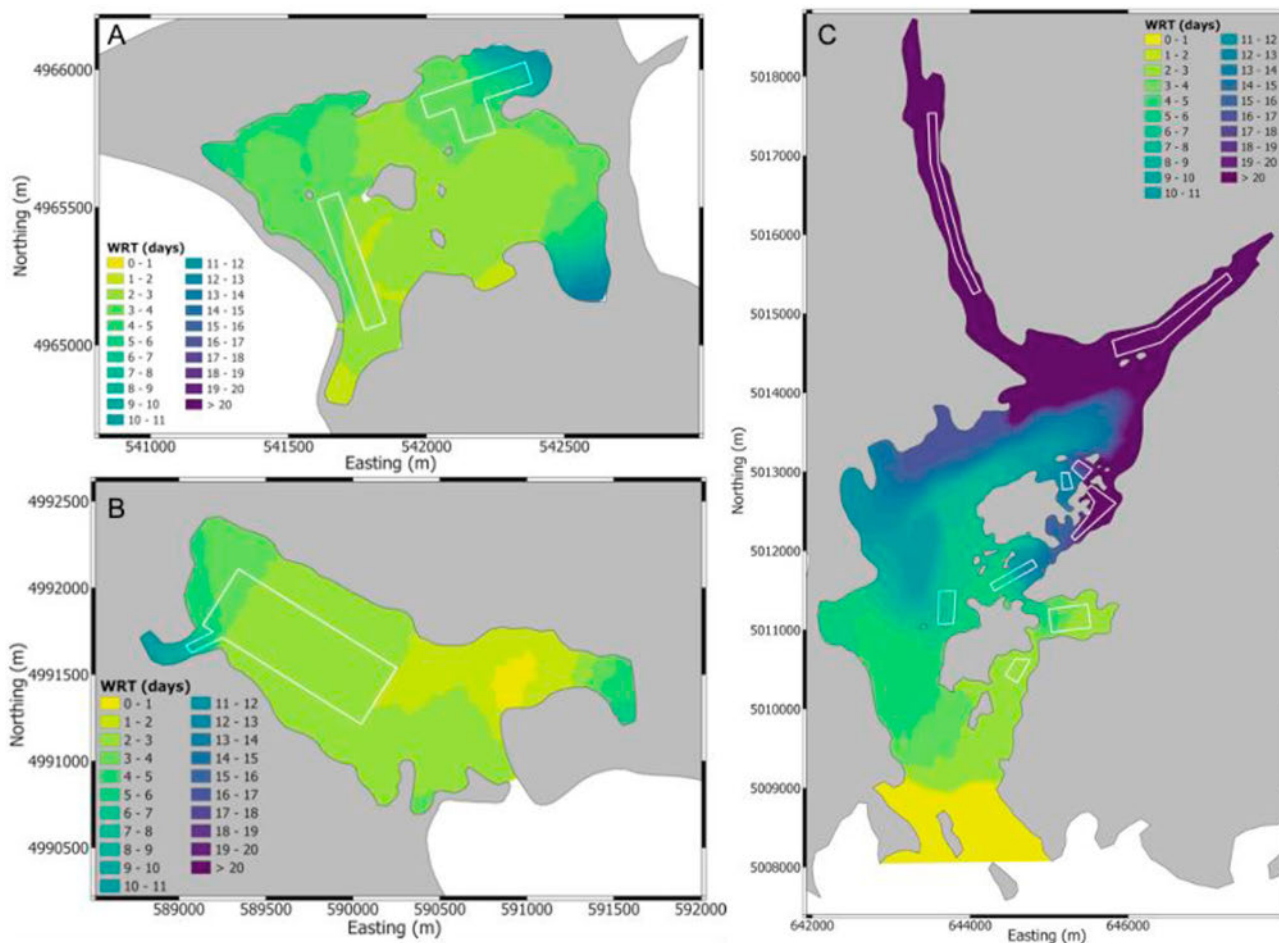 A
4966000
4965500
4965000
Northing (m)
WRT (days)
0 - 1
1 - 2
2 - 3
3 - 4
4 - 5
5 - 6
6 - 7
7 - 8
8 - 9
9 - 10
10 - 11
11 - 12
12 - 13
13 - 14
14 - 15
15 - 16
16 - 17
17 - 18
18 - 19
19 - 20
> 20
541000 541500 542000 542500
Easting (m)
B
4992500
4992000
4991500
4991000
4990500
Northing (m)
WRT (days)
0 - 1
1 - 2
2 - 3
3 - 4
4 - 5
5 - 6
6 - 7
7 - 8
8 - 9
9 - 10
10 - 11
11 - 12
12 - 13
13 - 14
14 - 15
15 - 16
16 - 17
17 - 18
18 - 19
19 - 20
> 20
589000 589500 590000 590500 591000 591500 592000
Easting (m)
C
WRT (days)
0 - 1
1 - 2
2 - 3
3 - 4
4 - 5
5 - 6
6 - 7
7 - 8
8 - 9
9 - 10
10 - 11
11 - 12
12 - 13
13 - 14
14 - 15
15 - 16
16 - 17
17 - 18
18 - 19
19 - 20
> 20
5018000
5017000
5016000
5015000
5014000
5013000
5012000
5011000
5010000
5009000
5008000
Northing (m)
642000 644000 646000
Easting (m)